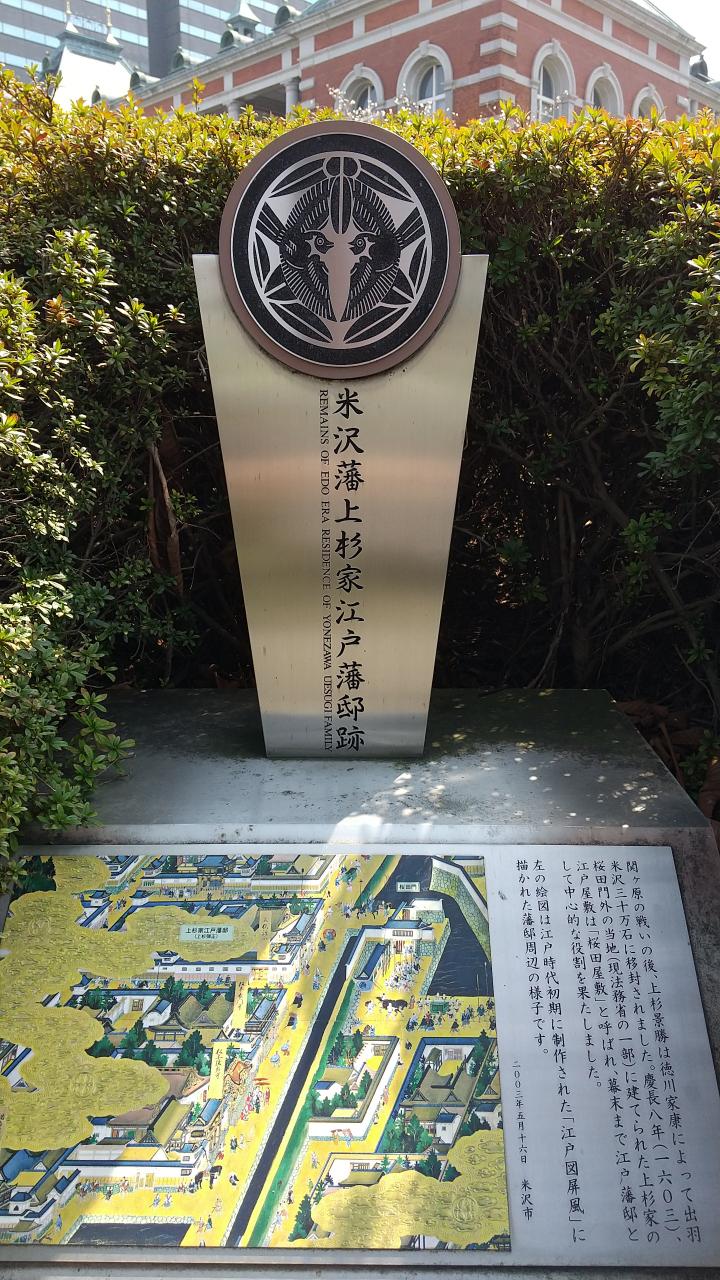 米沢藩上杉家江戸藩邸跡
REMAINS OF EDO ERA RESIDENCE OF YONEZAWA UESUGI FAMILY
関ヶ原の戦いの後、上杉景勝は徳川家康によって出羽
米沢三十万石に移封されました。慶長八年(一六〇三)、
桜田門外の当地(現法務省の一部)に建てられた上杉家の
江戸屋敷は「桜田屋敷」と呼ばれ、幕末まで江戸藩邸と
して中心的な役割を果たしました。
左の絵図は江戸時代初期に制作された「江戸図屏風」に
描かれた藩邸周辺の様子です。
二〇〇二年五月十六日 米沢市
桜田門
上杉家江戸藩邸
(上杉弾正)